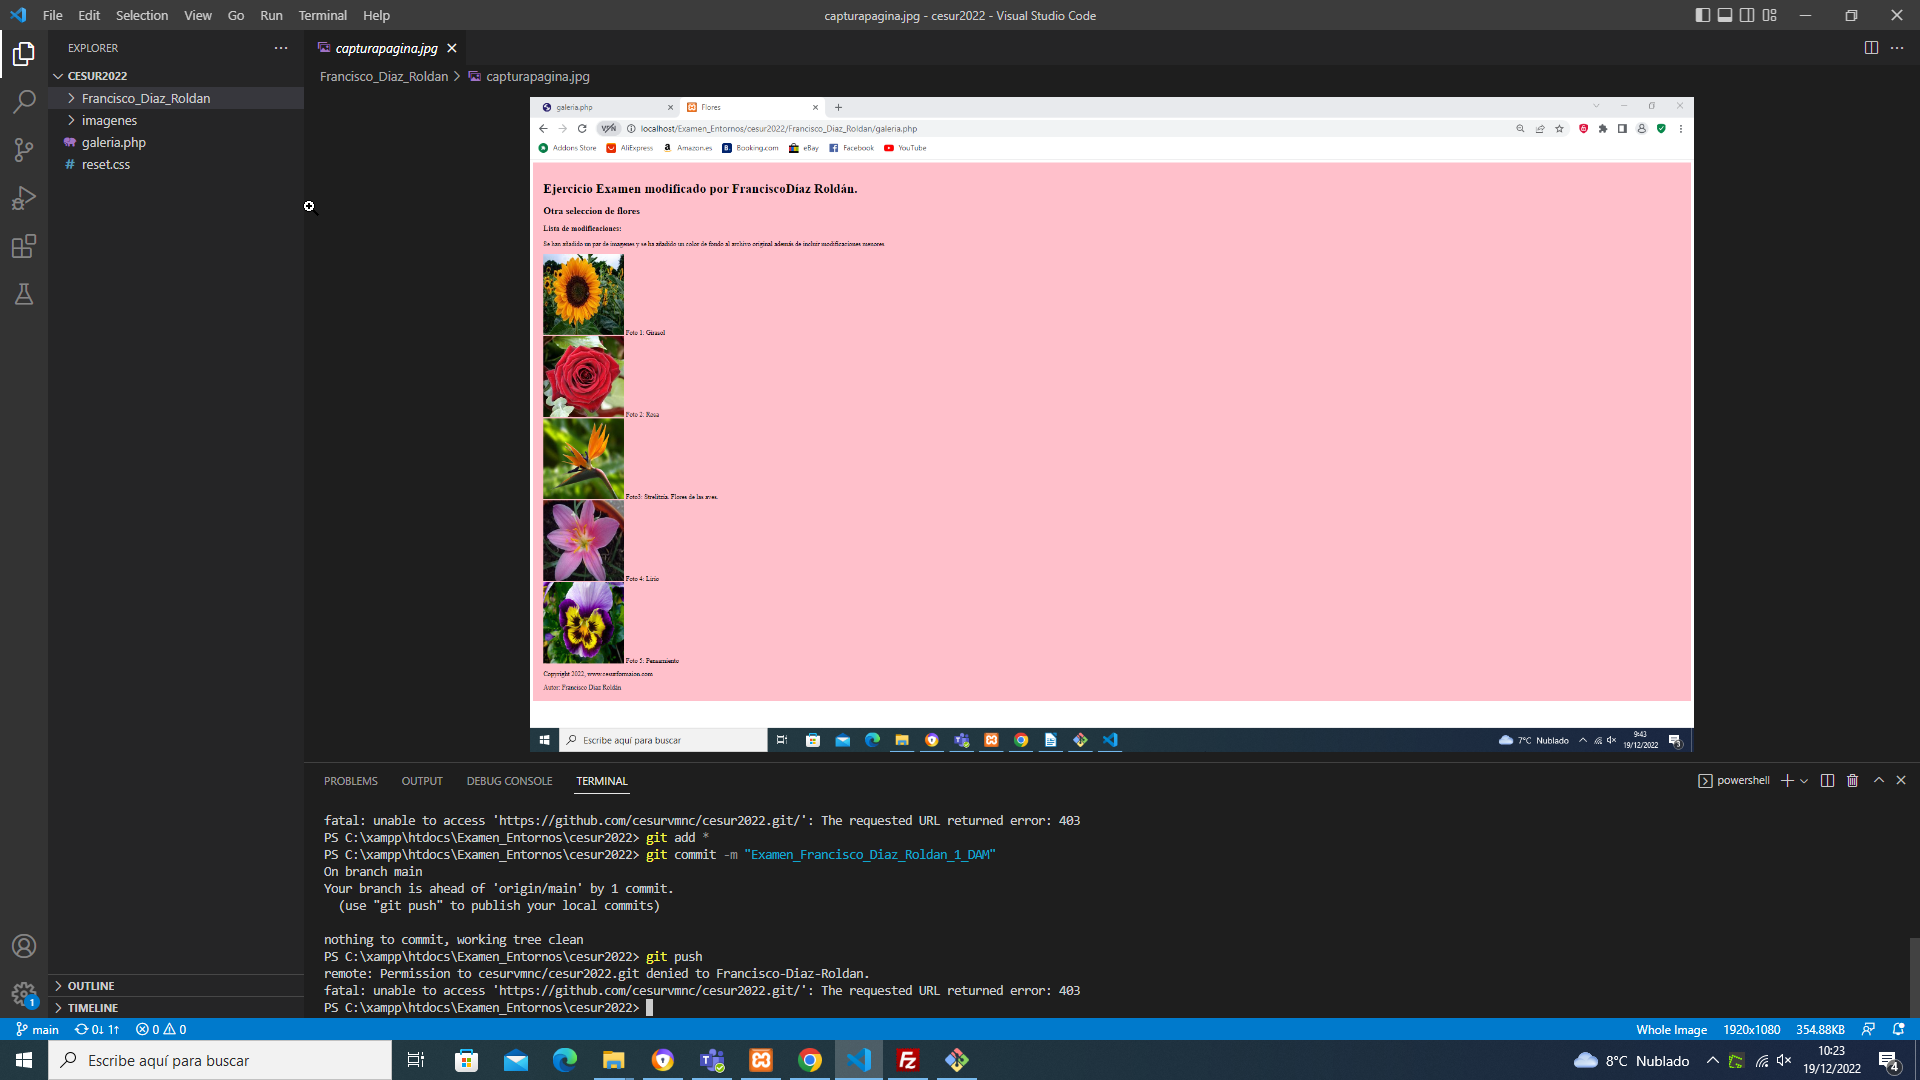 File Edit Selection View Go Run Terminal Help
capturapagina.jpg - cesur2022 - Visual Studio Code
EXPLORER
CESUR2022
Francisco_Diaz_Roldan
imagenes
galeria.php
# reset.css
OUTLINE
TIMELINE
capturapagina.jpg
Francisco_Diaz_Roldan > capturapagina.jpg
galeria.php
Flores
VPN
localhost/Examen_Entornos/cesur2022/Francisco_Diaz_Roldan/galeria.php
Addons Store AliExpress Amazon.es Booking.com eBay Facebook YouTube
Ejercicio Examen modificado por FranciscoDíaz Roldán.
Otra seleccion de flores
Lista de modificaciones:
Se han añadido un par de imagenes y se ha añadido un color de fondo al archivo original además de incluir modificaciones menores
Foto 1: Girasol
Foto 2: Rosa
Foto3: Strelitzia. Flores de las aves.
Foto 4: Lirio
Foto 5: Pensamiento
Copyright 2022, www.cesurformaion.com
Autor: Francisco Diaz Roldán
Escribe aquí para buscar
7°C Nublado
9:43
19/12/2022
3
PROBLEMS OUTPUT DEBUG CONSOLE TERMINAL
powershell
fatal: unable to access 'https://github.com/cesurvmnc/cesur2022.git/': The requested URL returned error: 403
PS C:\xampp\htdocs\Examen_Entornos\cesur2022> git add *
PS C:\xampp\htdocs\Examen_Entornos\cesur2022> git commit -m "Examen_Francisco_Diaz_Roldan_1_DAM"
On branch main
Your branch is ahead of 'origin/main' by 1 commit.
(use "git push" to publish your local commits)
nothing to commit, working tree clean
PS C:\xampp\htdocs\Examen_Entornos\cesur2022> git push
remote: Permission to cesurvmnc/cesur2022.git denied to Francisco-Diaz-Roldan.
fatal: unable to access 'https://github.com/cesurvmnc/cesur2022.git/': The requested URL returned error: 403
PS C:\xampp\htdocs\Examen_Entornos\cesur2022>
1
main 0↓ 1↑ 0 0
Whole Image 1920x1080 354.88KB
Escribe aquí para buscar
8°C Nublado
10:23
19/12/2022
4